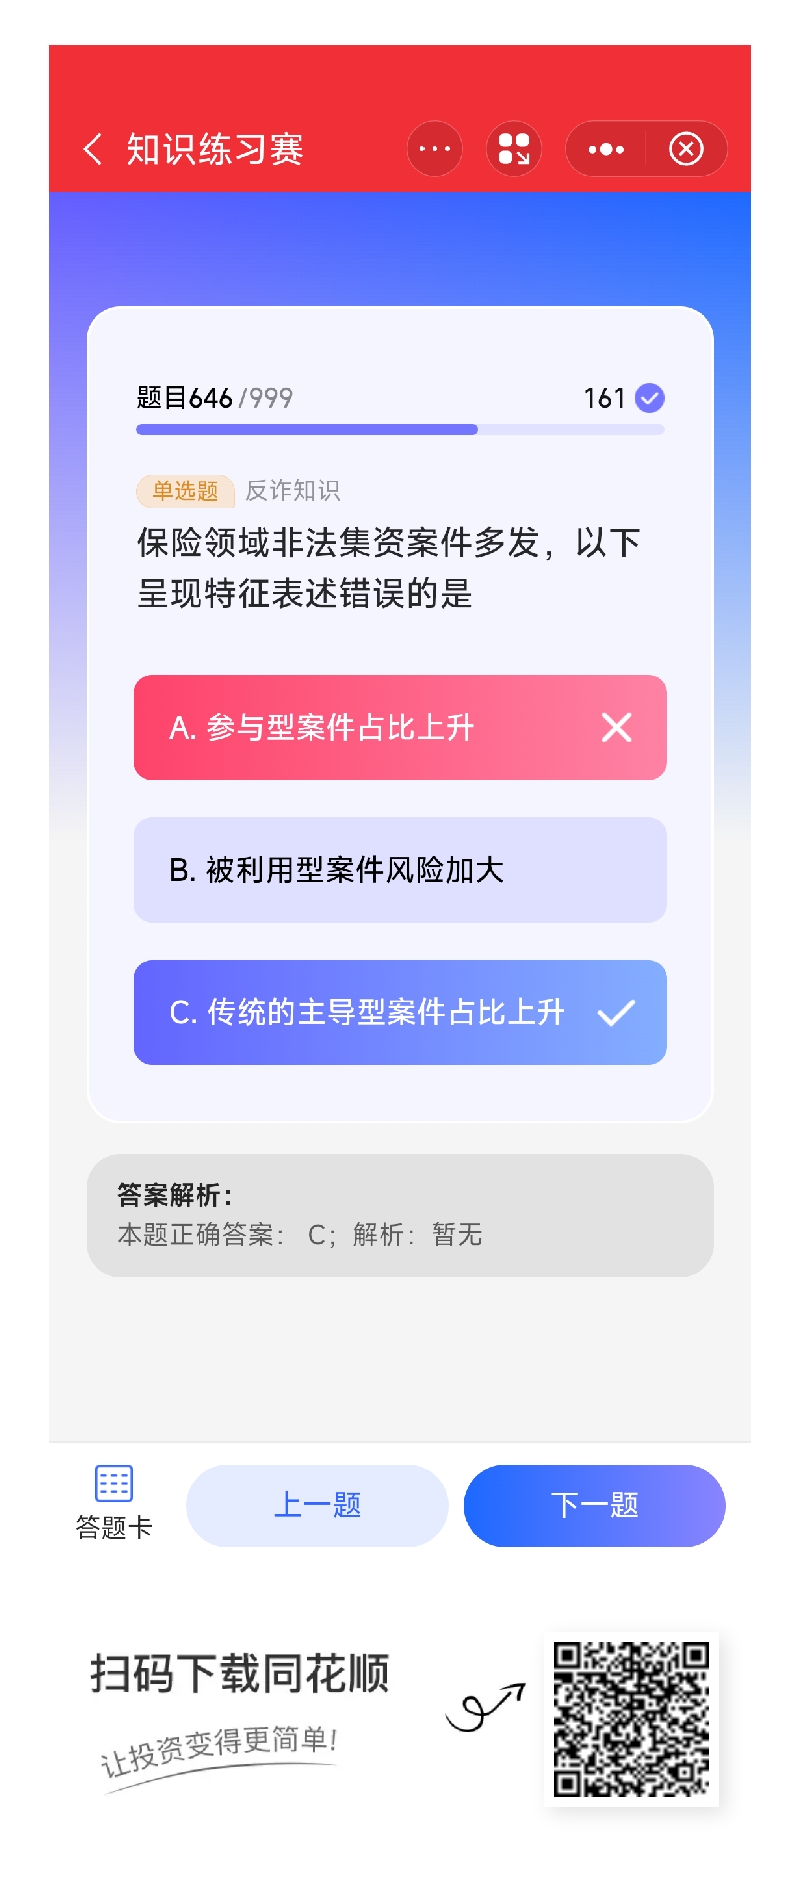 知识练习赛
题目646/999
161
单选题 反诈知识
保险领域非法集资案件多发，以下
呈现特征表述错误的是
A. 参与型案件占比上升
B. 被利用型案件风险加大
C. 传统的主导型案件占比上升
答案解析：
本题正确答案： C；解析：暂无
答题卡
上一题
下一题
扫码下载同花顺
让投资变得更简单!